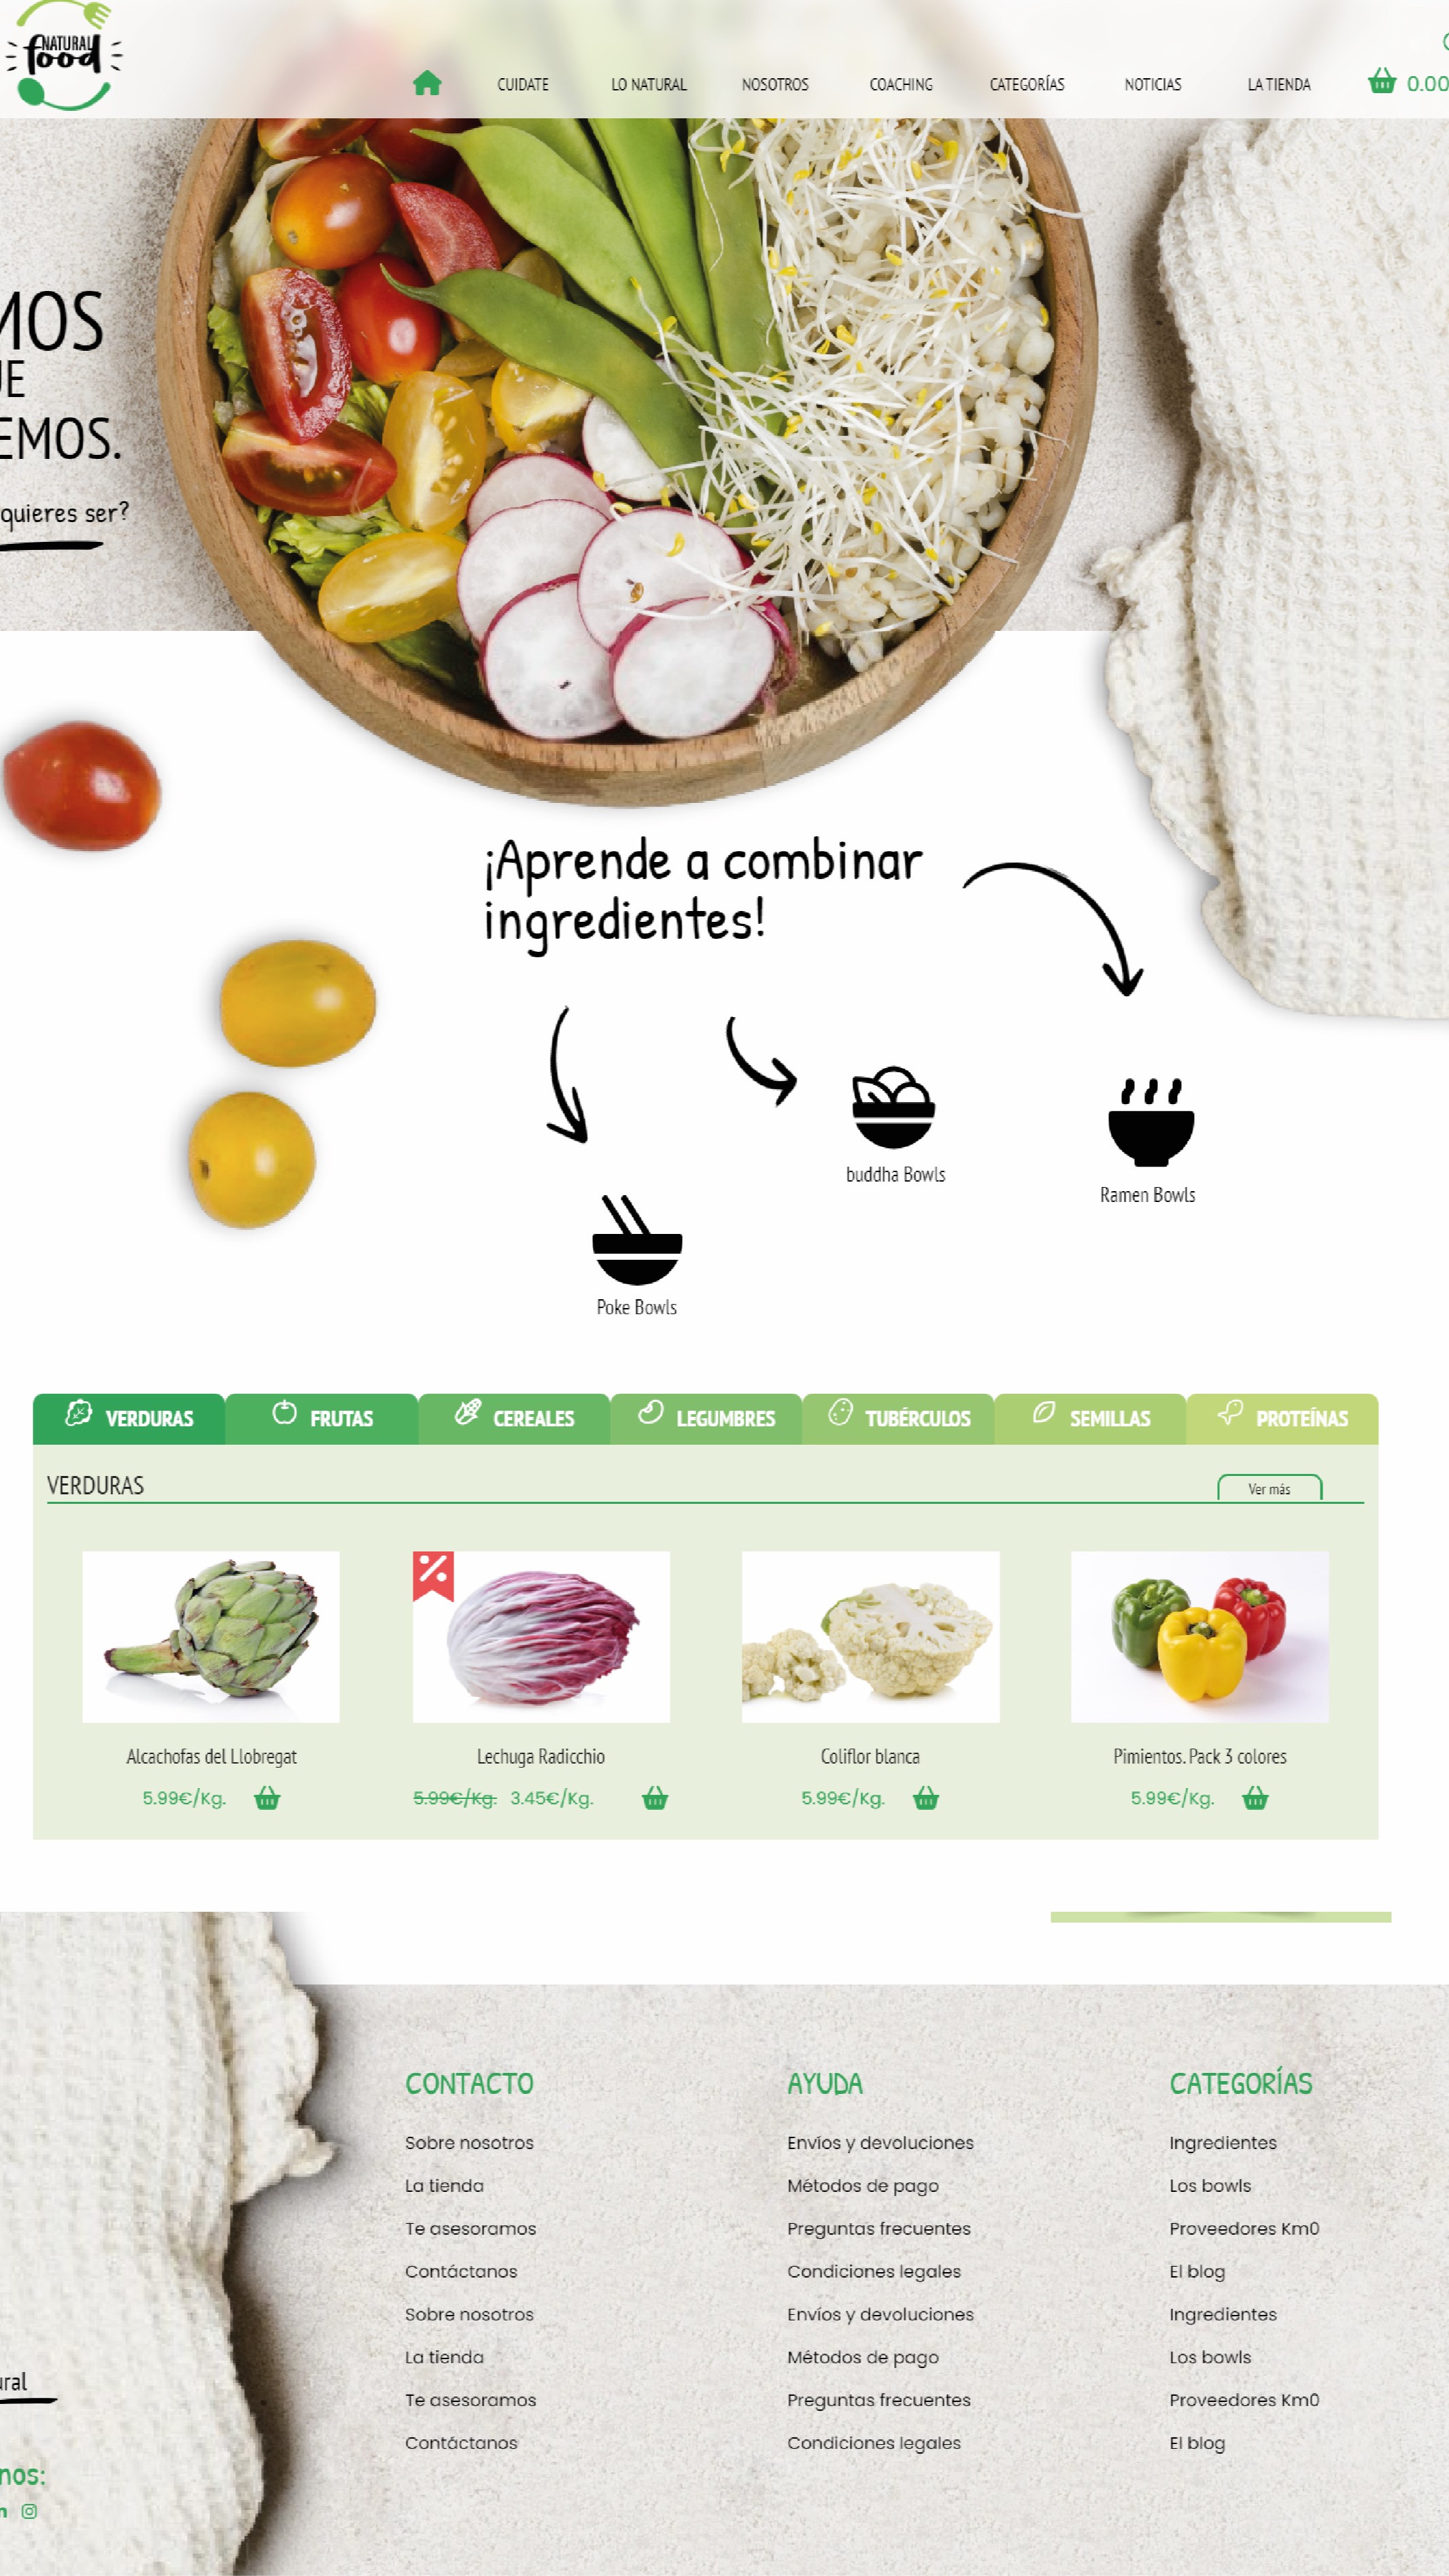 NATURAL
food
CUIDATE
LO NATURAL
NOSOTROS
COACHING
CATEGORÍAS
NOTICIAS
LA TIENDA
0.00
MOS
EMOS.
quieres ser?
¡Aprende a combinar
ingredientes!
buddha Bowls
Ramen Bowls
Poke Bowls
VERDURAS
FRUTAS
CEREALES
LEGUMBRES
TUBÉRCULOS
SEMILLAS
PROTEÍNAS
VERDURAS
Ver más
Alcachofas del Llobregat
5.99€/Kg.
Lechuga Radicchio
5.99€/Kg. 3.45€/Kg.
Coliflor blanca
5.99€/Kg.
Pimientos. Pack 3 colores
5.99€/Kg.
CONTACTO
Sobre nosotros
La tienda
Te asesoramos
Contáctanos
Sobre nosotros
La tienda
Te asesoramos
Contáctanos
AYUDA
Envíos y devoluciones
Métodos de pago
Preguntas frecuentes
Condiciones legales
Envíos y devoluciones
Métodos de pago
Preguntas frecuentes
Condiciones legales
CATEGORÍAS
Ingredientes
Los bowls
Proveedores Km0
El blog
Ingredientes
Los bowls
Proveedores Km0
El blog
ural
nos: